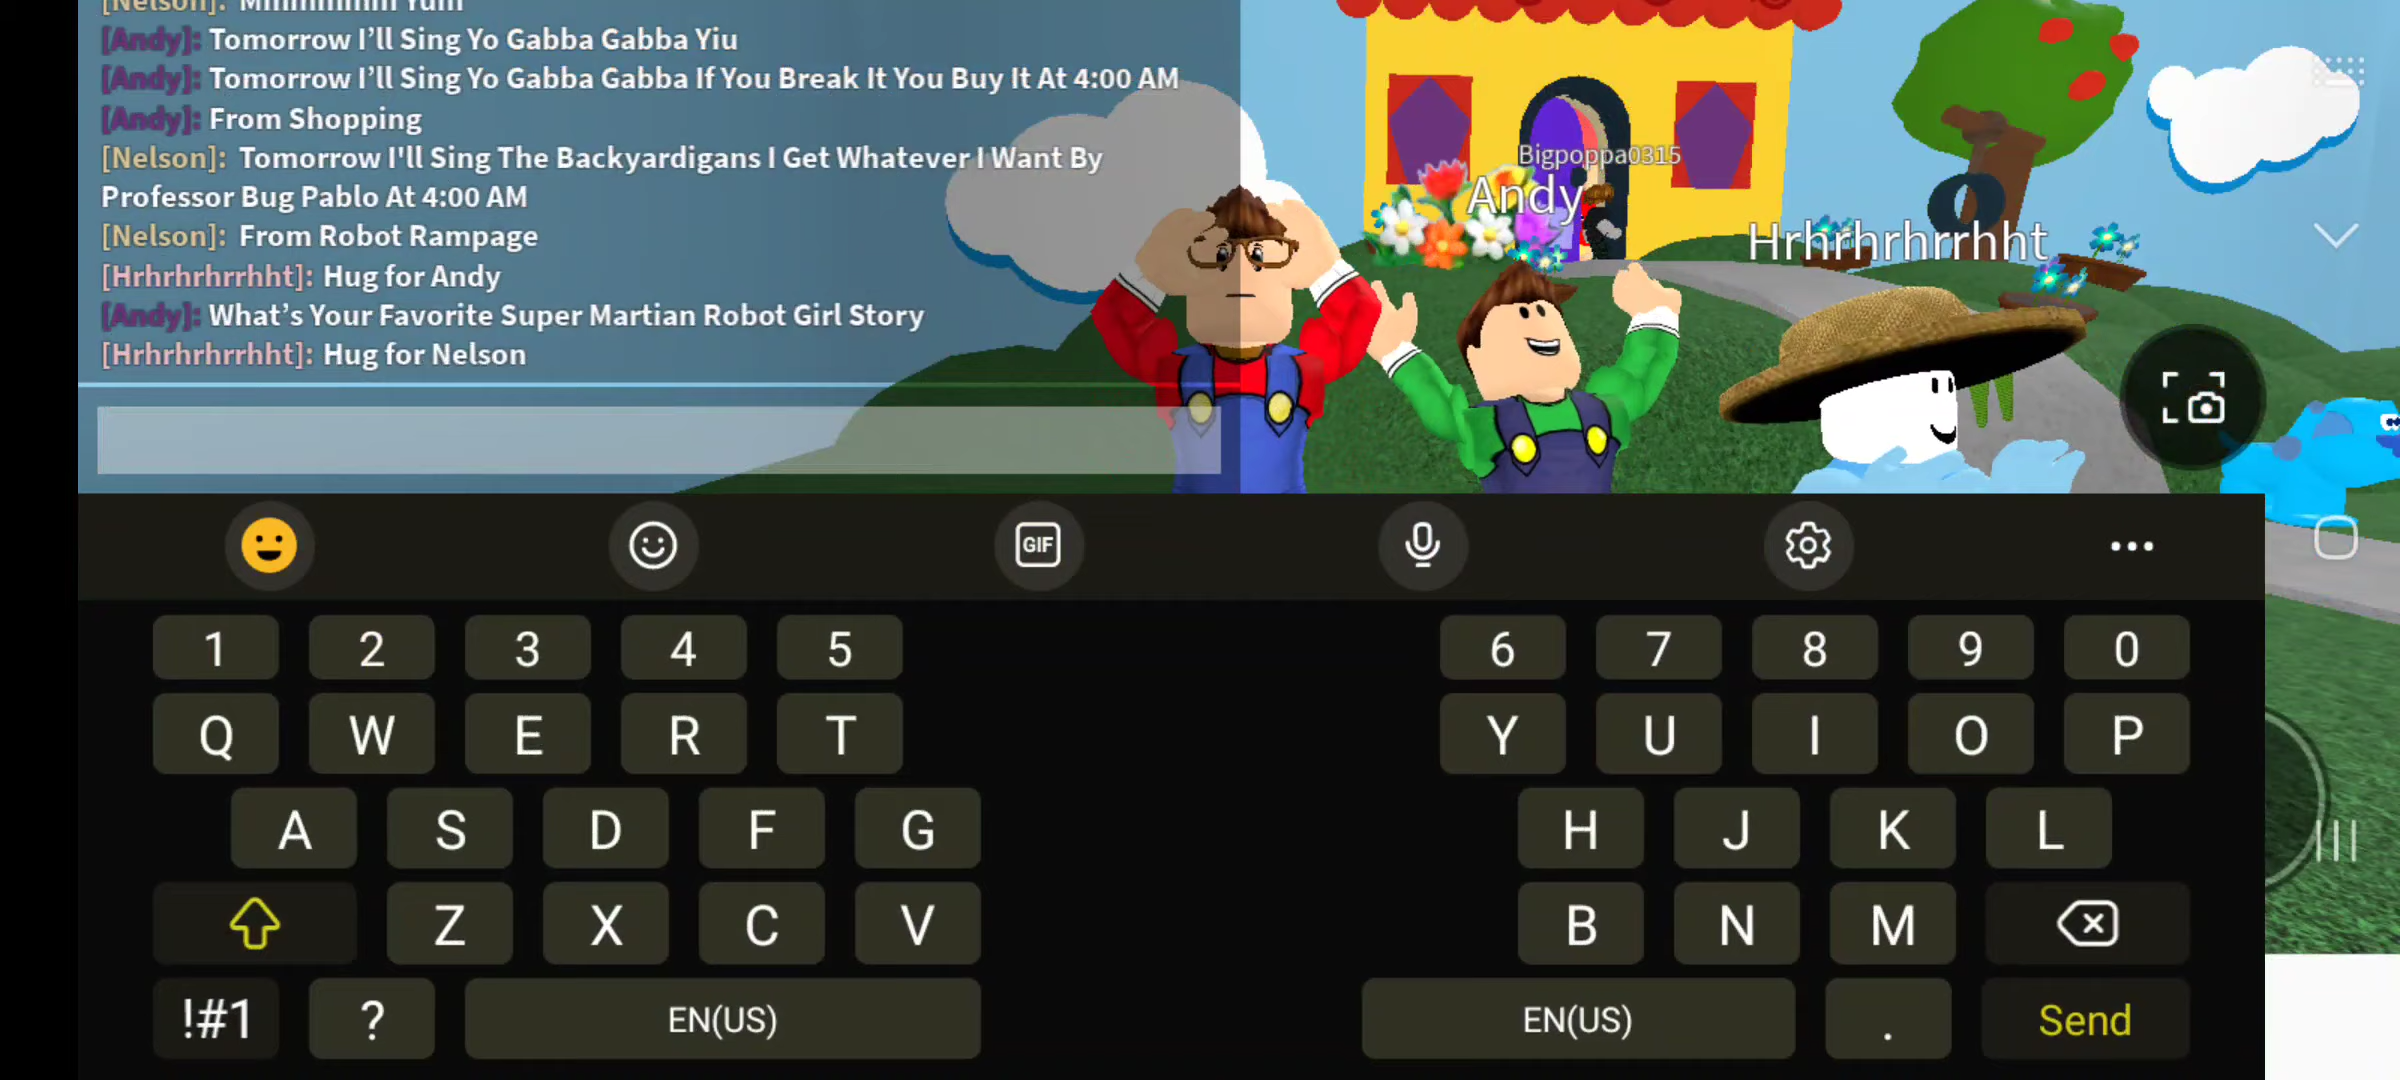 [Nelson]: Mmmmmmm Yum
[Andy]: Tomorrow I’ll Sing Yo Gabba Gabba Yiu
[Andy]: Tomorrow I’ll Sing Yo Gabba Gabba If You Break It You Buy It At 4:00 AM
[Andy]: From Shopping
[Nelson]: Tomorrow I'll Sing The Backyardigans I Get Whatever I Want By
Professor Bug Pablo At 4:00 AM
[Nelson]: From Robot Rampage
[Hrhrhrhrrhht]: Hug for Andy
[Andy]: What’s Your Favorite Super Martian Robot Girl Story
[Hrhrhrhrrhht]: Hug for Nelson
Bigpoppa0315
Andy
Hrhrhrhrrhht
GIF
1 2 3 4 5 6 7 8 9 0
Q W E R T Y U I O P
A S D F G H J K L
Z X C V B N M
!#1 ? EN(US) EN(US) . Send